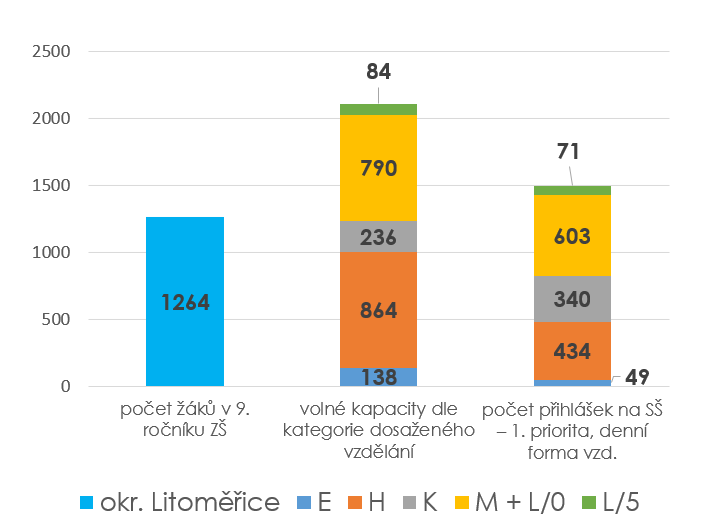 2500
2000
1500
1000
500
0
84
790
236
864
138
1264
71
603
340
434
49
počet žáků v 9.
ročníku ZŠ
volné kapacity dle
kategorie dosaženého
vzdělání
počet přihlášek na SŠ
– 1. priorita, denní
forma vzd.
okr. Litoměřice E H K M + L/0 L/5